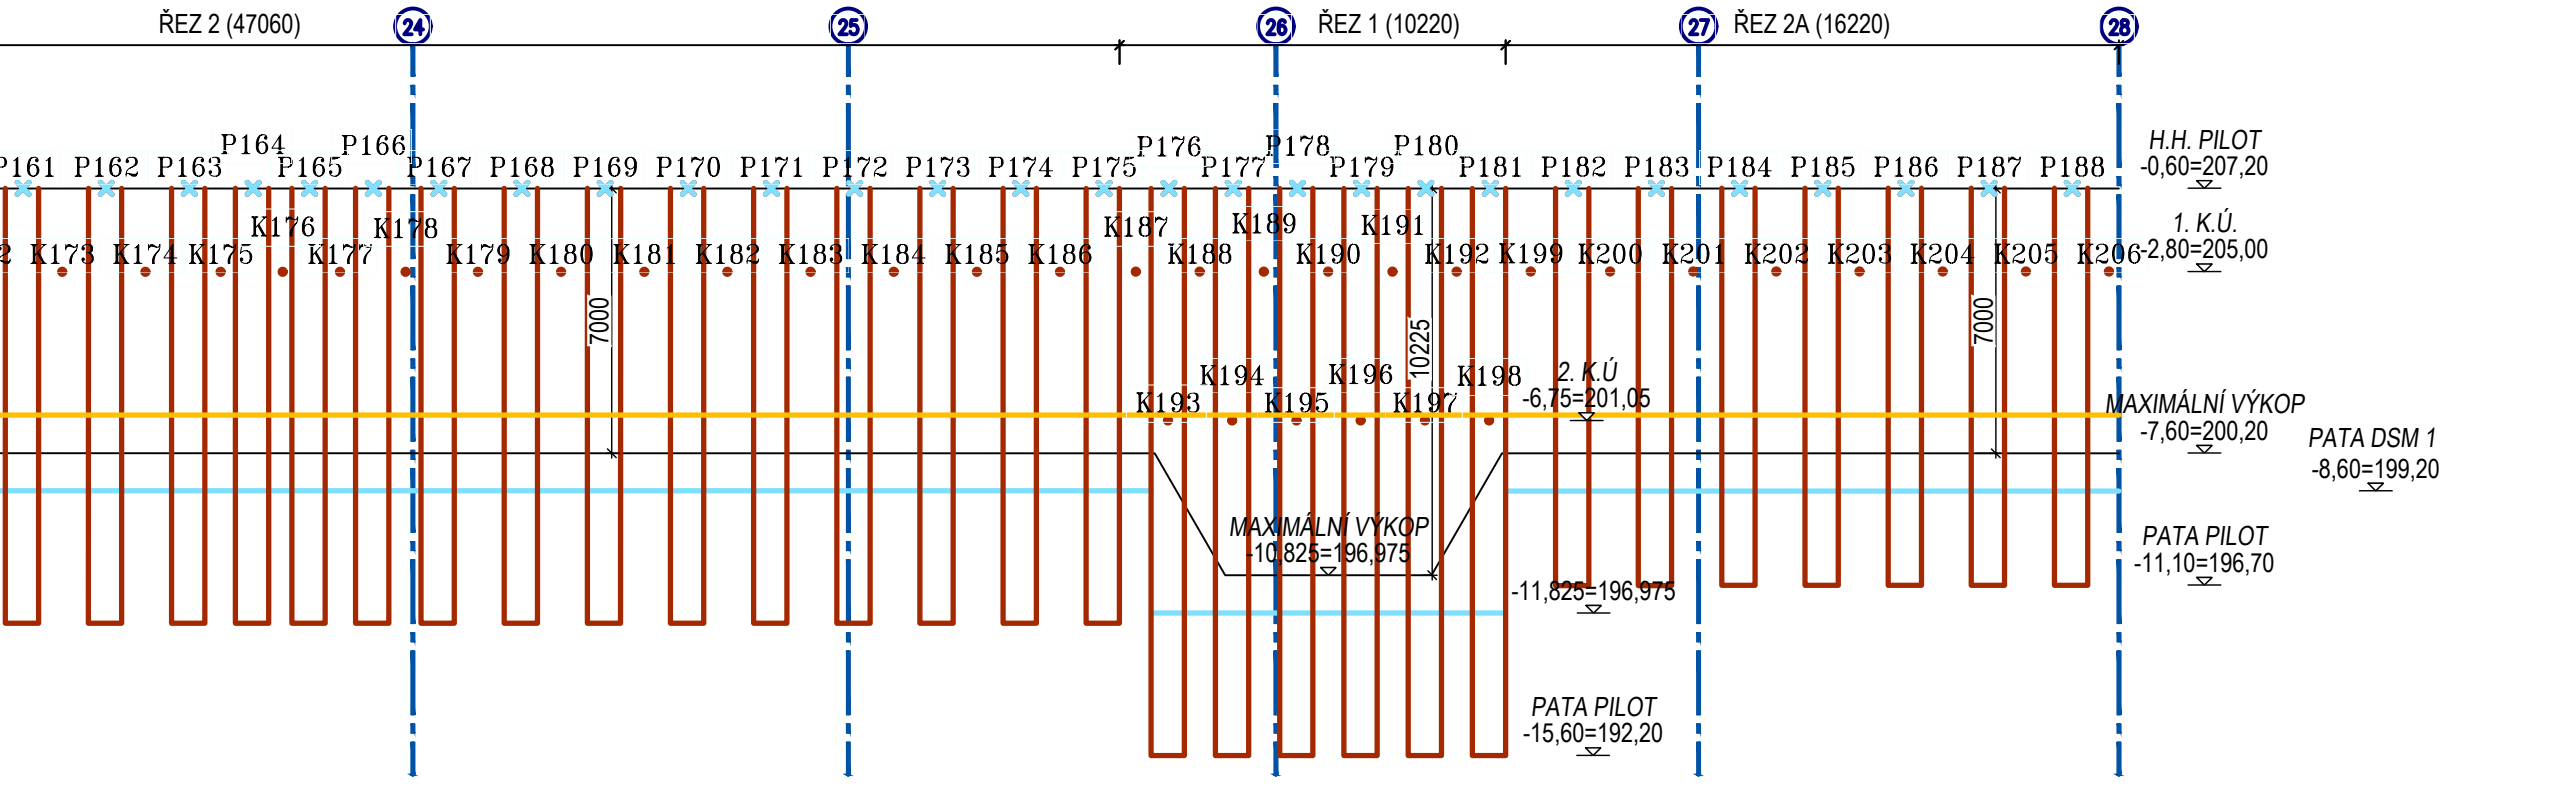 ŘEZ 2 (47060)
24
25
26
ŘEZ 1 (10220)
27
ŘEZ 2A (16220)
28
P164
P166
P176
P178
P180
P161
P162
P163
P165
P167
P168
P169
P170
P171
P172
P173
P174
P175
P177
P179
P181
P182
P183
P184
P185
P186
P187
P188
H.H. PILOT
-0,60=207,20
K176
K178
K187
K189
K191
1. K.Ú.
-2,80=205,00
2
K173
K174
K175
K177
K179
K180
K181
K182
K183
K184
K185
K186
K188
K190
K192
K199
K200
K201
K202
K203
K204
K205
K206
7000
10225
7000
K194
K196
K198
2. K.Ú
-6,75=201,05
K193
K195
K197
MAXIMÁLNÍ VÝKOP
-7,60=200,20
PATA DSM 1
-8,60=199,20
MAXIMÁLNÍ VÝKOP
-10,825=196,975
PATA PILOT
-11,10=196,70
-11,825=196,975
PATA PILOT
-15,60=192,20